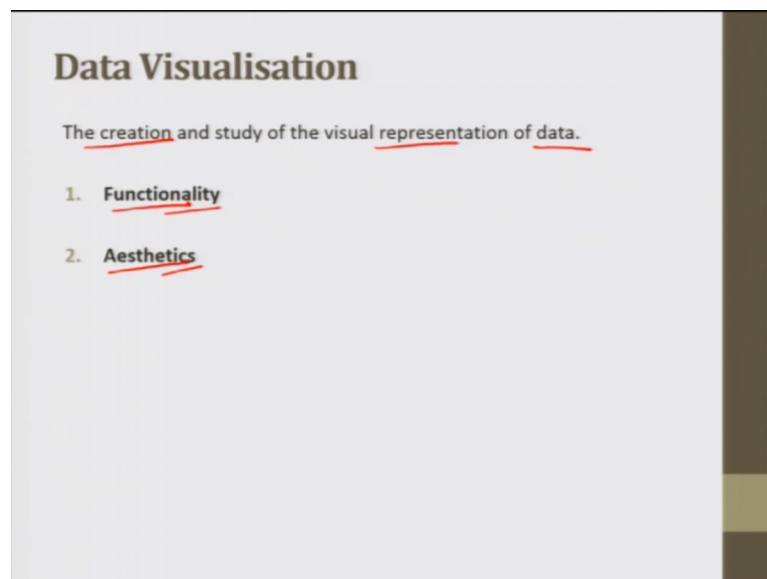 Data Visualisation
The creation and study of the visual representation of data.
1. Functionality
2. Aesthetics